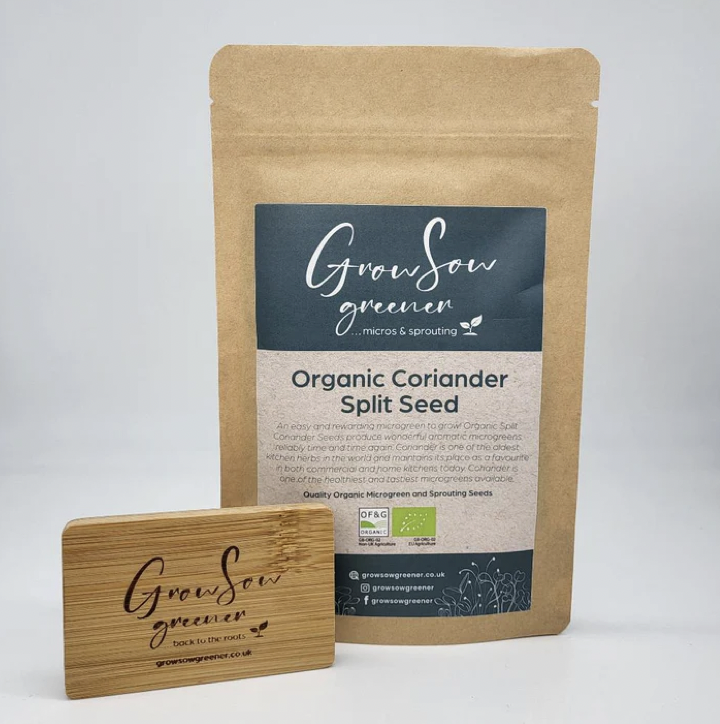 GrowSow
greener
...micros & sprouting
Organic Coriander
Split Seed
An easy and rewarding microgreen to grow! Organic Split
Coriander Seeds produce wonderful aromatic microgreens
reliably time and time again. Coriander is one of the oldest
kitchen herbs in the world and maintains its place as a favourite
in both commercial and home kitchens today. Coriander is
one of the healthiest and tastiest microgreens available.
Quality Organic Microgreen and Sprouting Seeds
OF&G
ORGANIC
GB-ORG-02
Non-UK Agriculture
GB-ORG-02
EU Agriculture
growsowgreener.co.uk
growsowgreener
growsowgreener
GrowSow
greener
back to the roots
growsowgreener.co.uk